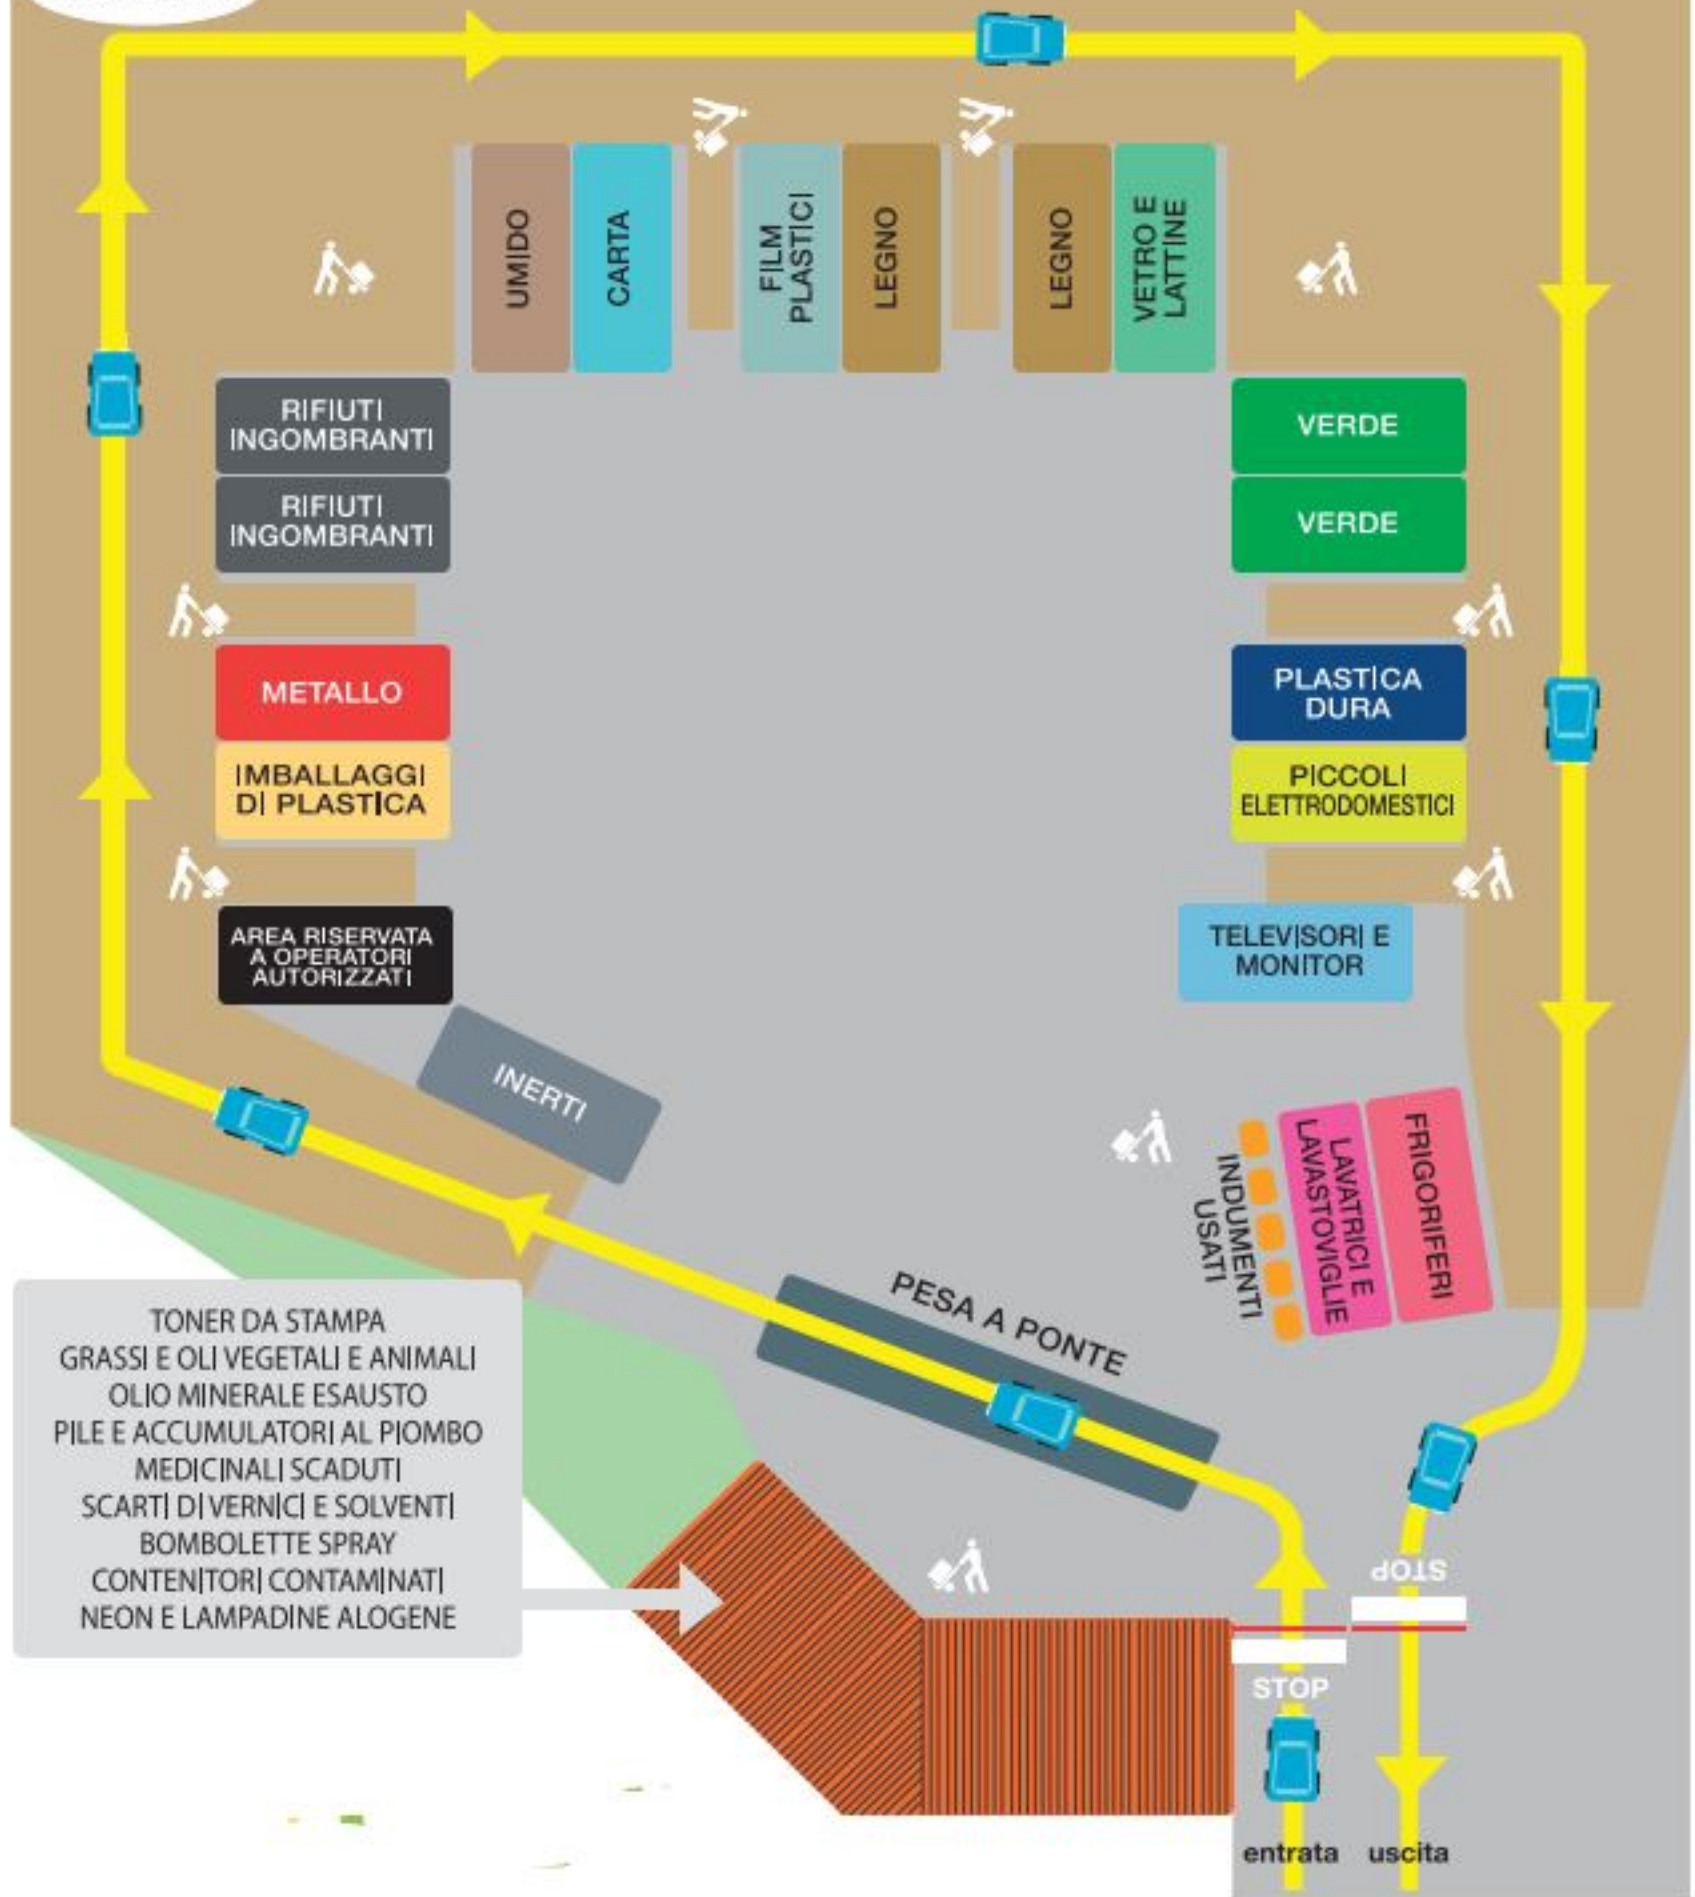 UMIDO
CARTA
FILM
PLASTICI
LEGNO
LEGNO
VETRO E
LATTINE
RIFIUTI
INGOMBRANTI
RIFIUTI
INGOMBRANTI
METALLO
IMBALLAGGI
DI PLASTICA
AREA RISERVATA
A OPERATORI
AUTORIZZATI
INERTI
VERDE
VERDE
PLASTICA
DURA
PICCOLI
ELETTRODOMESTICI
TELEVISORI E
MONITOR
FRIGORIFERI
LAVATRICI E
LAVASTOVIGLIE
INDUMENTI
USATI
PESA A PONTE
TONER DA STAMPA
GRASSI E OLI VEGETALI E ANIMALI
OLIO MINERALE ESAUSTO
PILE E ACCUMULATORI AL PIOMBO
MEDICINALI SCADUTI
SCARTI DI VERNICI E SOLVENTI
BOMBOLETTE SPRAY
CONTENITORI CONTAMINATI
NEON E LAMPADINE ALOGENE
STOP
STOP
entrata
uscita